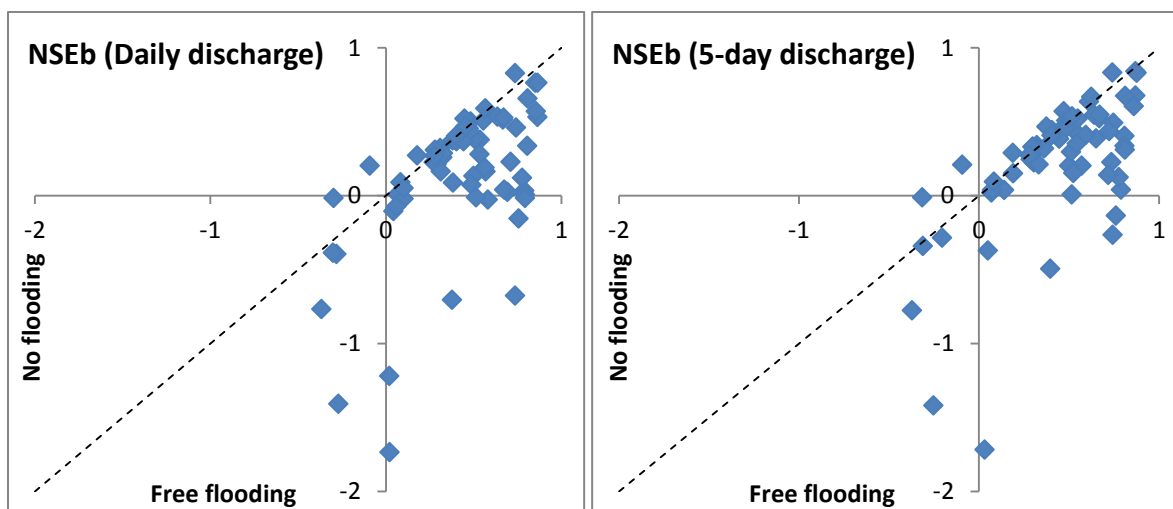 NSEb (Daily discharge)
1
0
-2
-1
0
1
-1
-2
No flooding
Free flooding
NSEb (5-day discharge)
1
0
-2
-1
0
1
-1
-2
No flooding
Free flooding